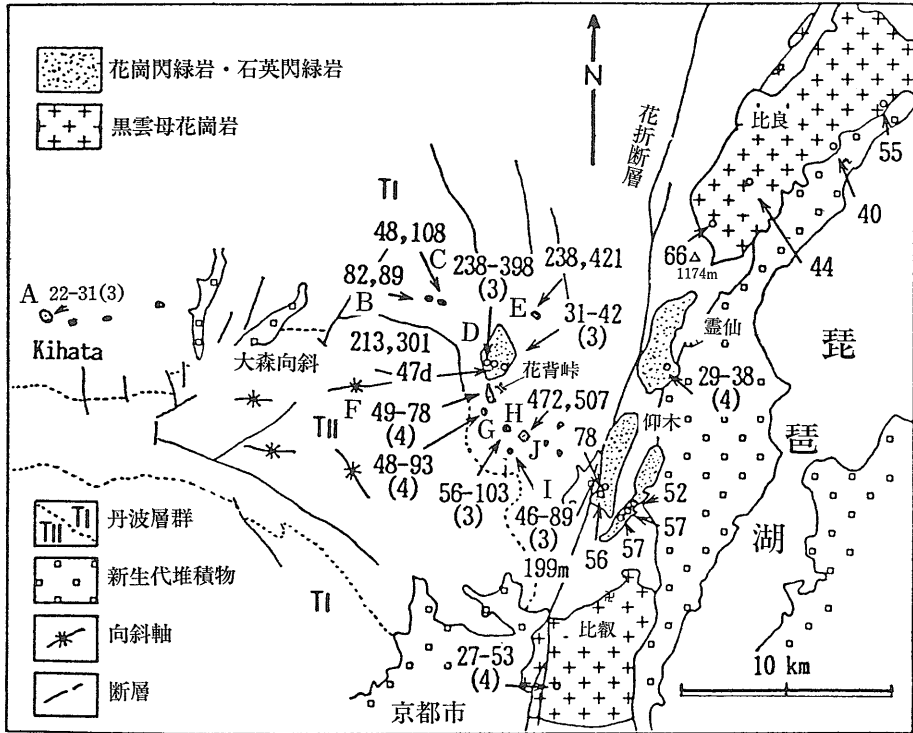 花崗閃緑岩・石英閃緑岩
黒雲母花崗岩
N
花折断層
比良
55
40
44
66
1174m
TI
48,108
C
82,89
B
238-398
(3)
238,421
E
A 22-31(3)
Kihata
D
31-42
(3)
霊仙
琵琶湖
大森向斜
213,301
花背峠
47d
29-38
(4)
F
49-78
(4)
TII
H
472,507
仰木
G
J
78
48-93
(4)
56-103
(3)
I
46-89
(3)
52
57
57
56
199m
TII TI
丹波層群
新生代堆積物
向斜軸
断層
TI
卍
比叡
27-53
(4)
京都市
10 km